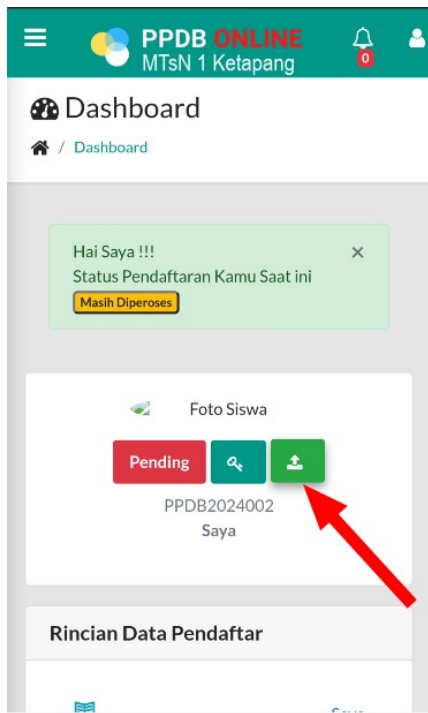 PPDB ONLINE
MTsN 1 Ketapang
0
Dashboard
/ Dashboard
Hai Saya !!!
×
Status Pendaftaran Kamu Saat ini
Masih Diperoses
Foto Siswa
Pending
PPDB2024002
Saya
Rincian Data Pendaftar